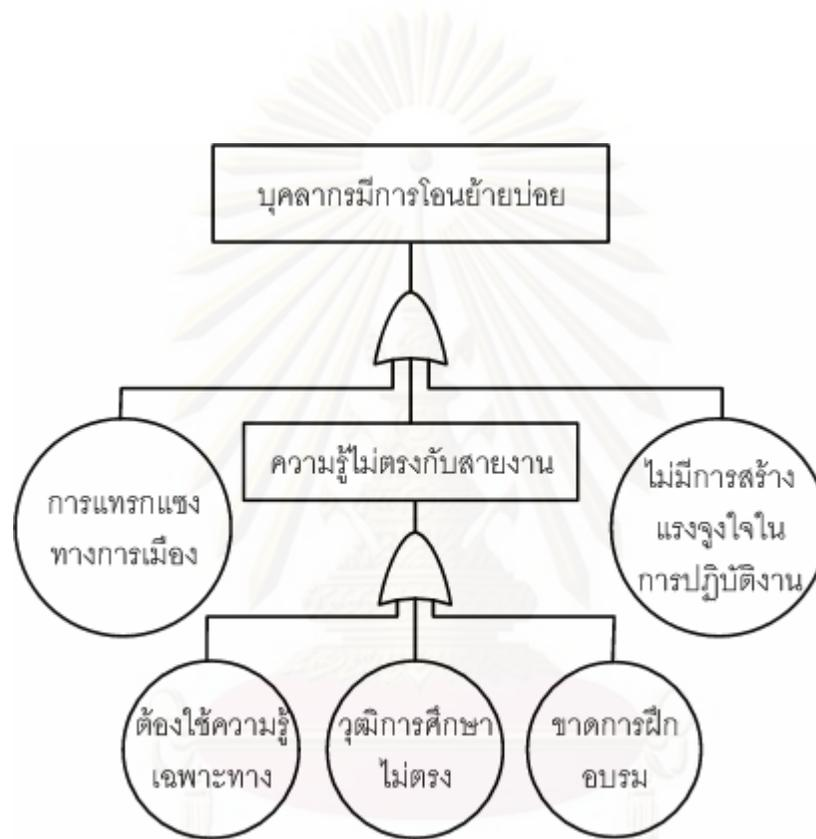 บุคลากรมีการโอนย้ายบ่อย
ความรู้ไม่ตรงกับสายงาน
การแทรกแซง
ทางการเมือง
ไม่มีการสร้าง
แรงจูงใจใน
การปฏิบัติงาน
ต้องใช้ความรู้
เฉพาะทาง
วุฒิการศึกษา
ไม่ตรง
ขาดการฝึก
อบรม